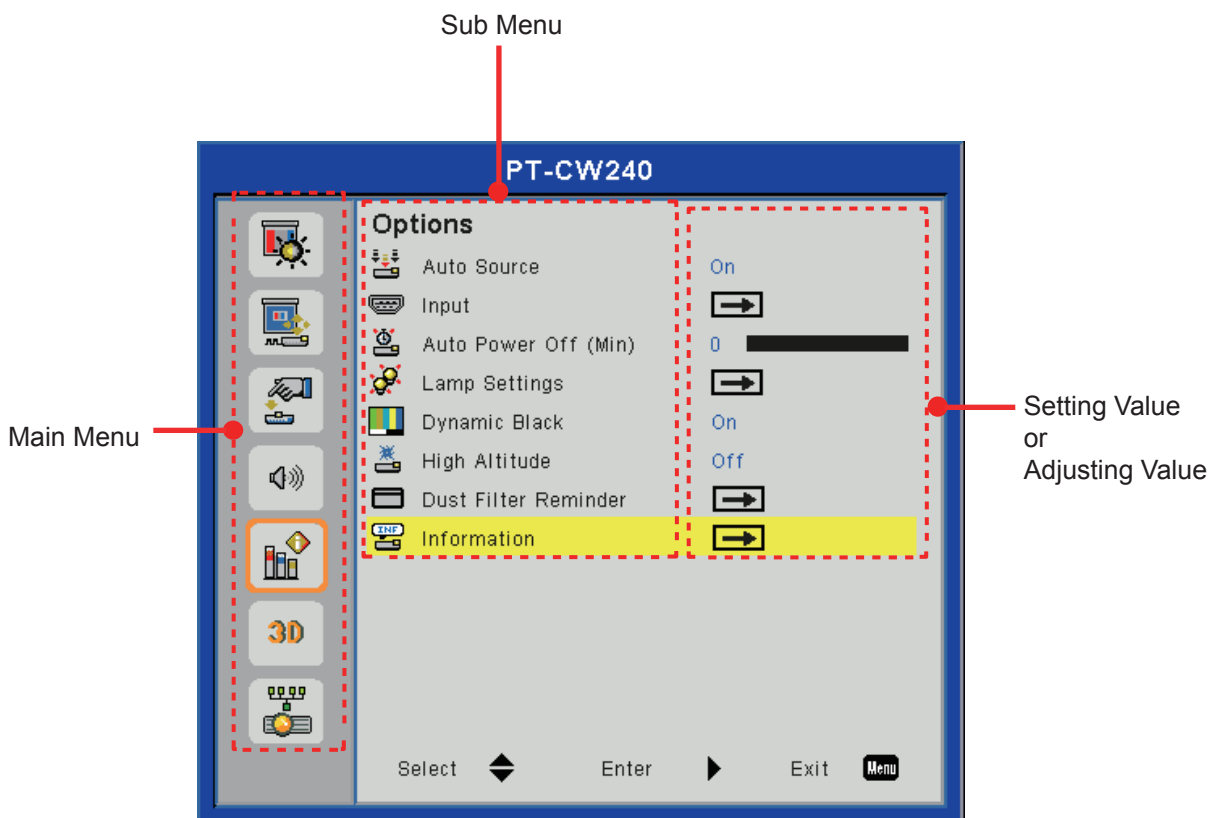 Sub Menu
PT-CW240
Options
Auto Source On
Input
Auto Power Off (Min) 0
Lamp Settings
Dynamic Black On
High Altitude Off
Dust Filter Reminder
INF Information
3D
Main Menu
Setting Value
or
Adjusting Value
Select Enter Exit Menu